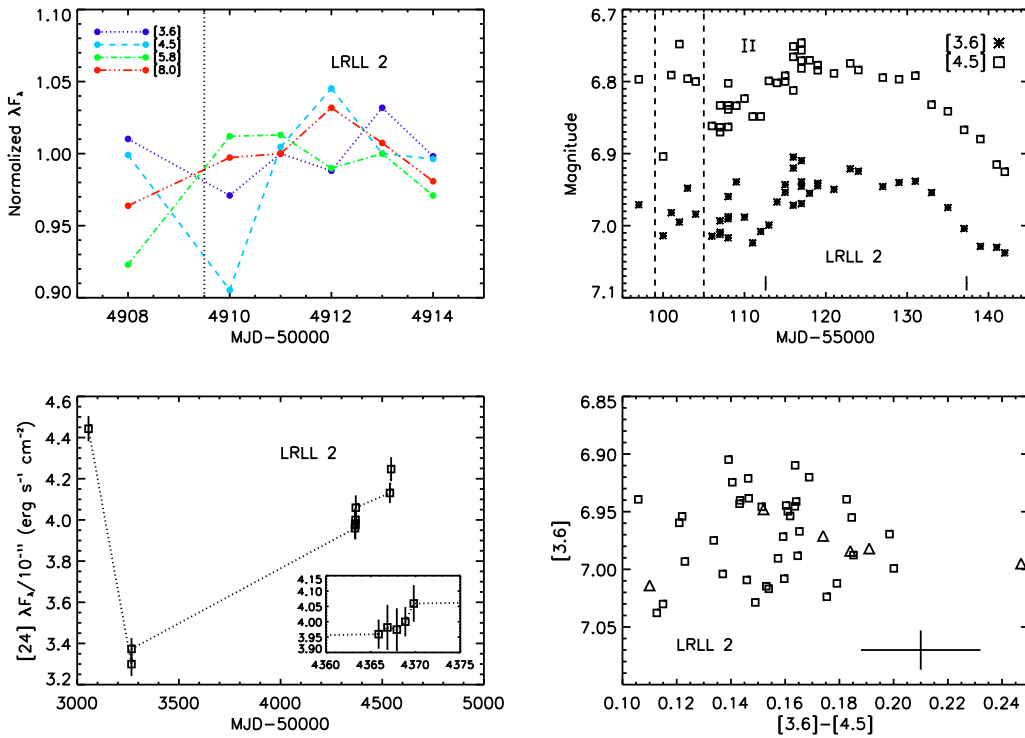 1.10
1.05
1.00
0.95
0.90
Normalized λFλ
[3.6]
[4.5]
[5.8]
[8.0]
LRLL 2
4908 4910 4912 4914
MJD-50000
6.7
6.8
6.9
7.0
7.1
Magnitude
[3.6]
[4.5]
LRLL 2
100 110 120 130 140
MJD-55000
4.6
4.4
4.2
4.0
3.8
3.6
3.4
3.2
[24] λFλ/10⁻¹¹ (erg s⁻¹ cm⁻²)
LRLL 2
4.15
4.10
4.05
4.00
3.95
3.90
4360 4365 4370 4375
3000 3500 4000 4500 5000
MJD-50000
6.85
6.90
6.95
7.00
7.05
[3.6]
LRLL 2
0.10 0.12 0.14 0.16 0.18 0.20 0.22 0.24
[3.6]-[4.5]